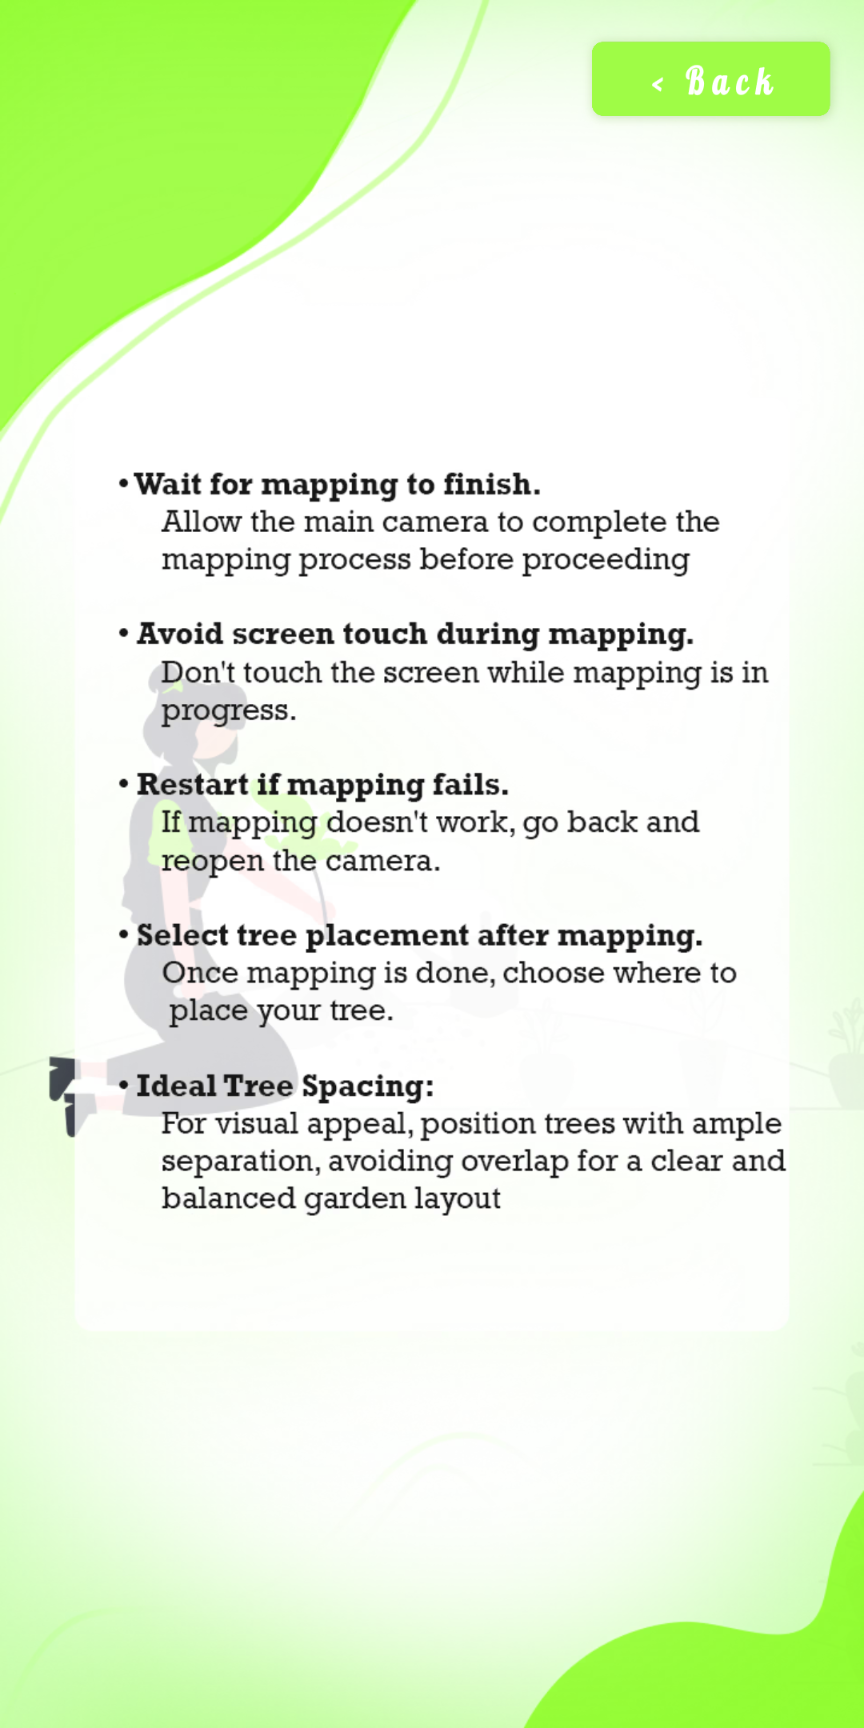 < Back
• Wait for mapping to finish.
Allow the main camera to complete the
mapping process before proceeding
• Avoid screen touch during mapping.
Don't touch the screen while mapping is in
progress.
• Restart if mapping fails.
If mapping doesn't work, go back and
reopen the camera.
• Select tree placement after mapping.
Once mapping is done, choose where to
place your tree.
• Ideal Tree Spacing:
For visual appeal, position trees with ample
separation, avoiding overlap for a clear and
balanced garden layout